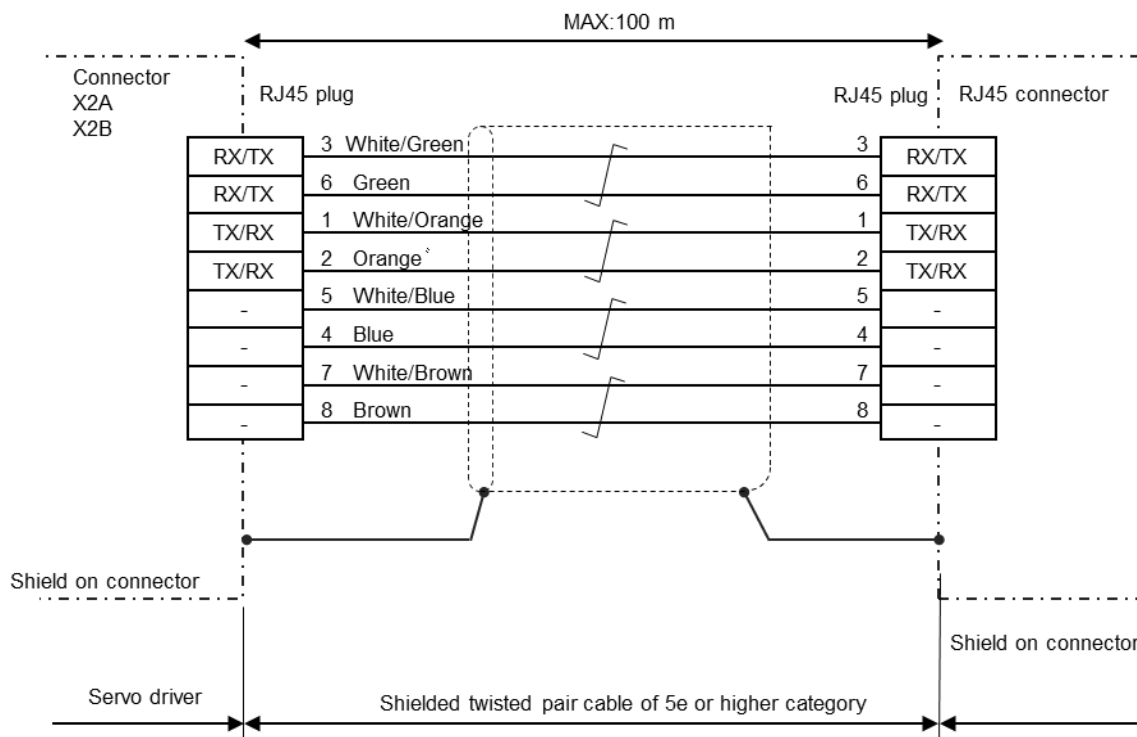 MAX:100 m
Connector
X2A
X2B
RJ45 plug
RJ45 plug
RJ45 connector
RX/TX 3 White/Green 3 RX/TX
RX/TX 6 Green 6 RX/TX
TX/RX 1 White/Orange 1 TX/RX
TX/RX 2 Orange 2 TX/RX
- 5 White/Blue 5 -
- 4 Blue 4 -
- 7 White/Brown 7 -
- 8 Brown 8 -
Shield on connector
Shield on connector
Servo driver
Shielded twisted pair cable of 5e or higher category